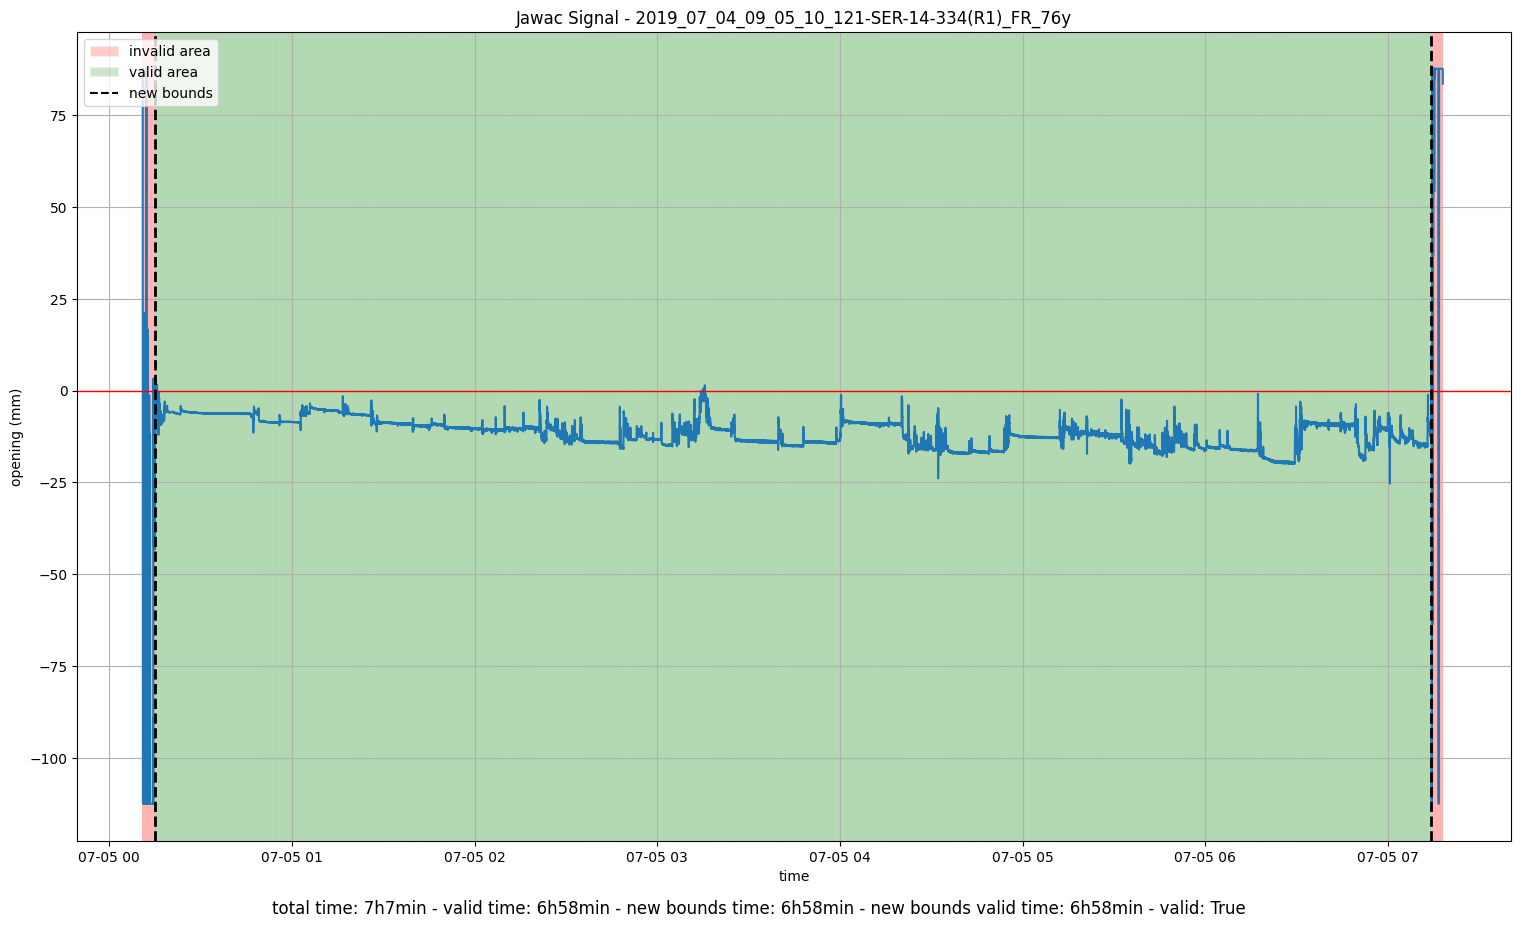 Jawac Signal - 2019_07_04_09_05_10_121-SER-14-334(R1)_FR_76y
invalid area
valid area
new bounds
75
50
25
0
−25
−50
−75
−100
opening (mm)
07-05 00
07-05 01
07-05 02
07-05 03
07-05 04
07-05 05
07-05 06
07-05 07
time
total time: 7h7min - valid time: 6h58min - new bounds time: 6h58min - new bounds valid time: 6h58min - valid: True